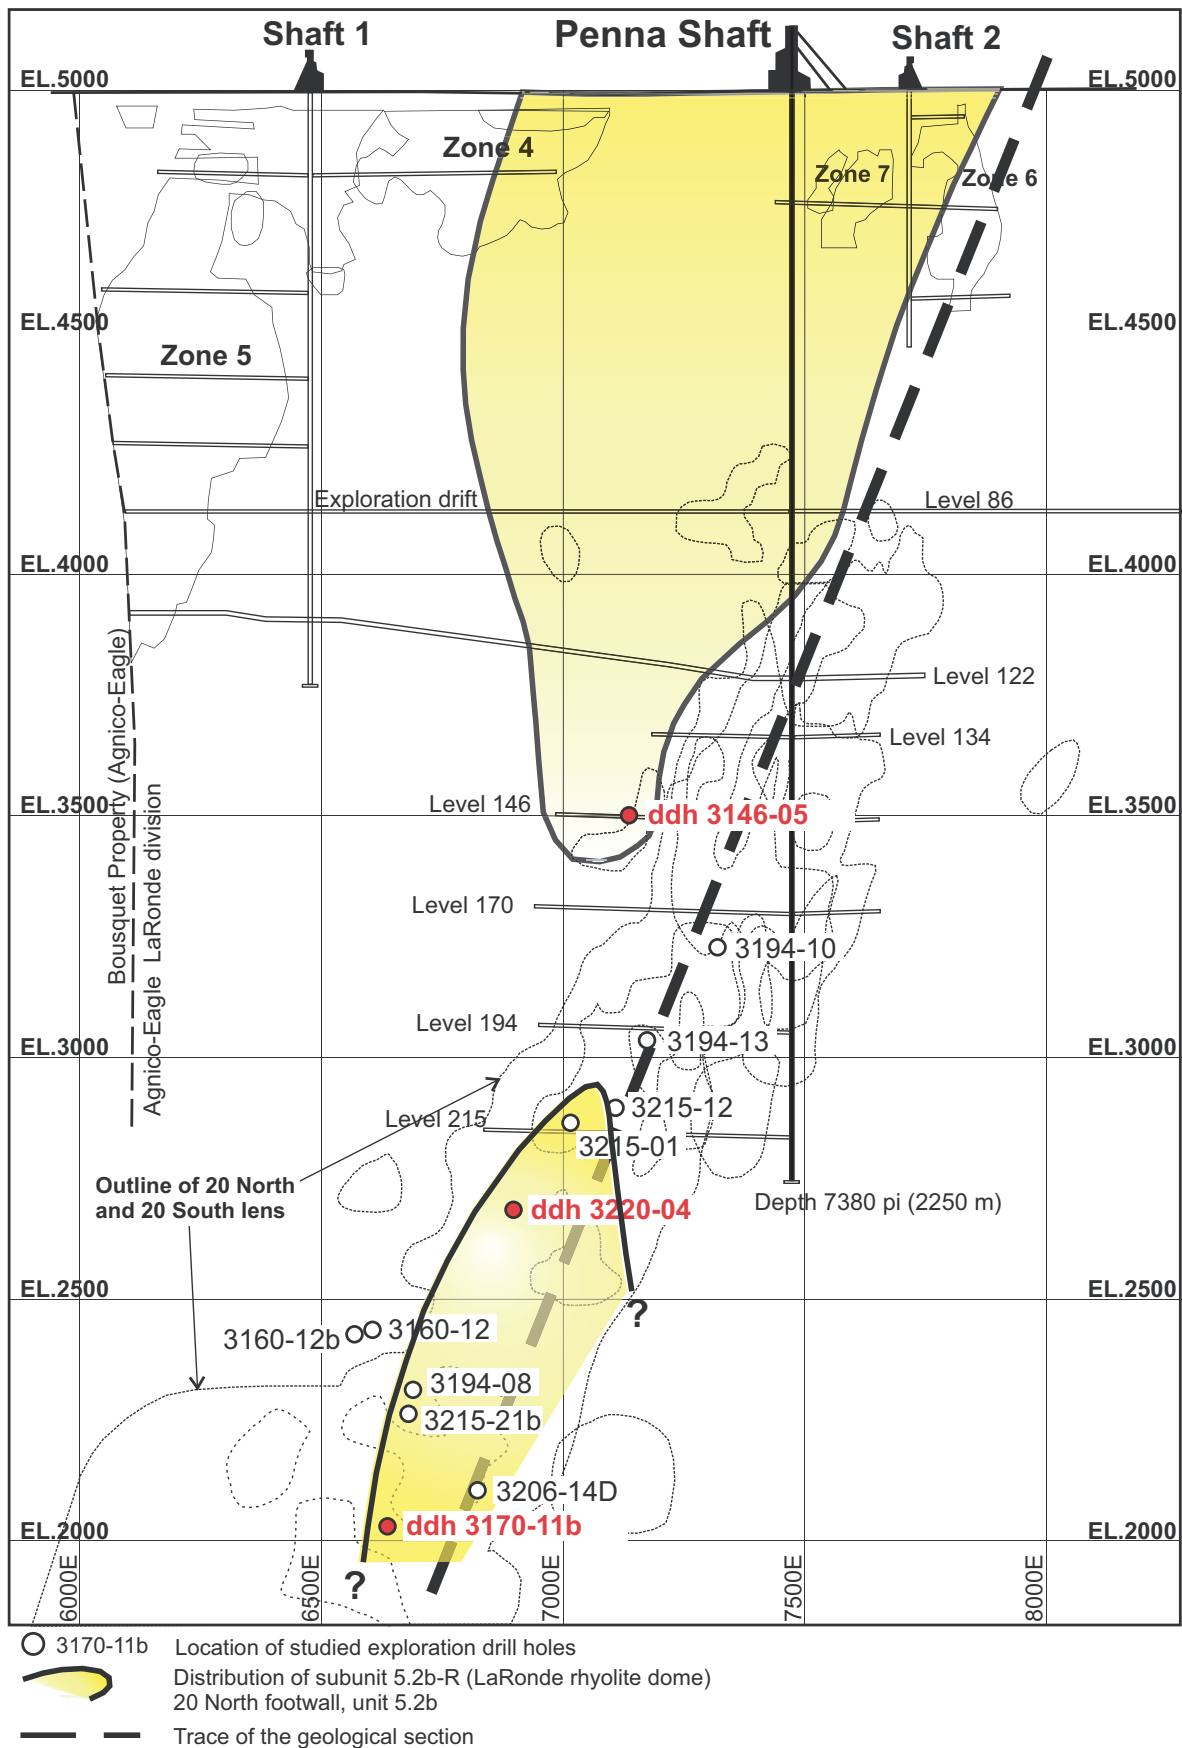 Shaft 1
Penna Shaft
Shaft 2
EL.5000
EL.5000
Zone 4
Zone 7
Zone 6
EL.4500
EL.4500
Zone 5
Exploration drift
Level 86
EL.4000
EL.4000
Level 122
Level 134
Bousquet Property (Agnico-Eagle)
Agnico-Eagle LaRonde division
EL.3500
Level 146
ddh 3146-05
EL.3500
Level 170
3194-10
Level 194
3194-13
EL.3000
EL.3000
3215-12
Level 215
3215-01
Outline of 20 North
and 20 South lens
ddh 3220-04
Depth 7380 pi (2250 m)
EL.2500
EL.2500
?
3160-12b
3160-12
3194-08
3215-21b
3206-14D
ddh 3170-11b
EL.2000
EL.2000
?
6000E
6500E
7000E
7500E
8000E
3170-11b Location of studied exploration drill holes
Distribution of subunit 5.2b-R (LaRonde rhyolite dome)
20 North footwall, unit 5.2b
Trace of the geological section